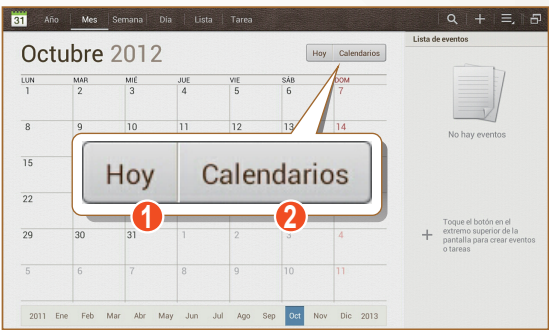 31 Año Mes Semana Día Lista Tarea
Lista de eventos
Octubre 2012
Hoy Calendarios
LUN MAR MIÉ JUE VIE SÁB DOM
1 2 3 4 5 6 7
8 9 10 11 12 13 14
No hay eventos
15
Hoy Calendarios
1 2
22
Toque el botón en el
extremo superior de la
pantalla para crear eventos
o tareas
29 30 31 1 2 3 4
5 6 7 8 9 10 11
2011 Ene Feb Mar Abr May Jun Jul Ago Sep Oct Nov Dic 2013